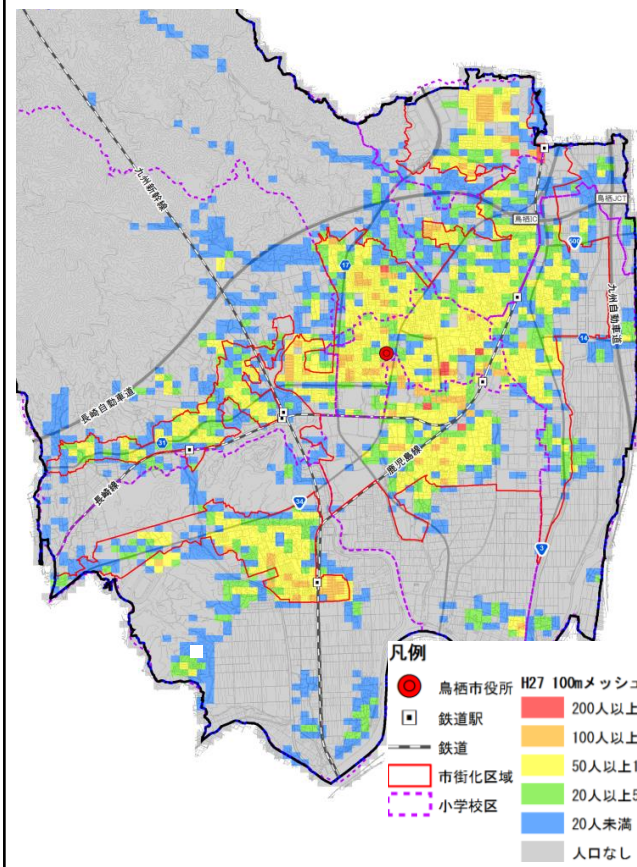 九州新幹線
鳥栖JCT
鳥栖IC
17
九州自動車道
14
長崎自動車道
31
長崎線
鹿児島線
34
3
凡例
鳥栖市役所
鉄道駅
鉄道
市街化区域
小学校区
H27 100mメッシュ
200人以上
100人以上
50人以上1
20人以上5
20人未満
人口なし